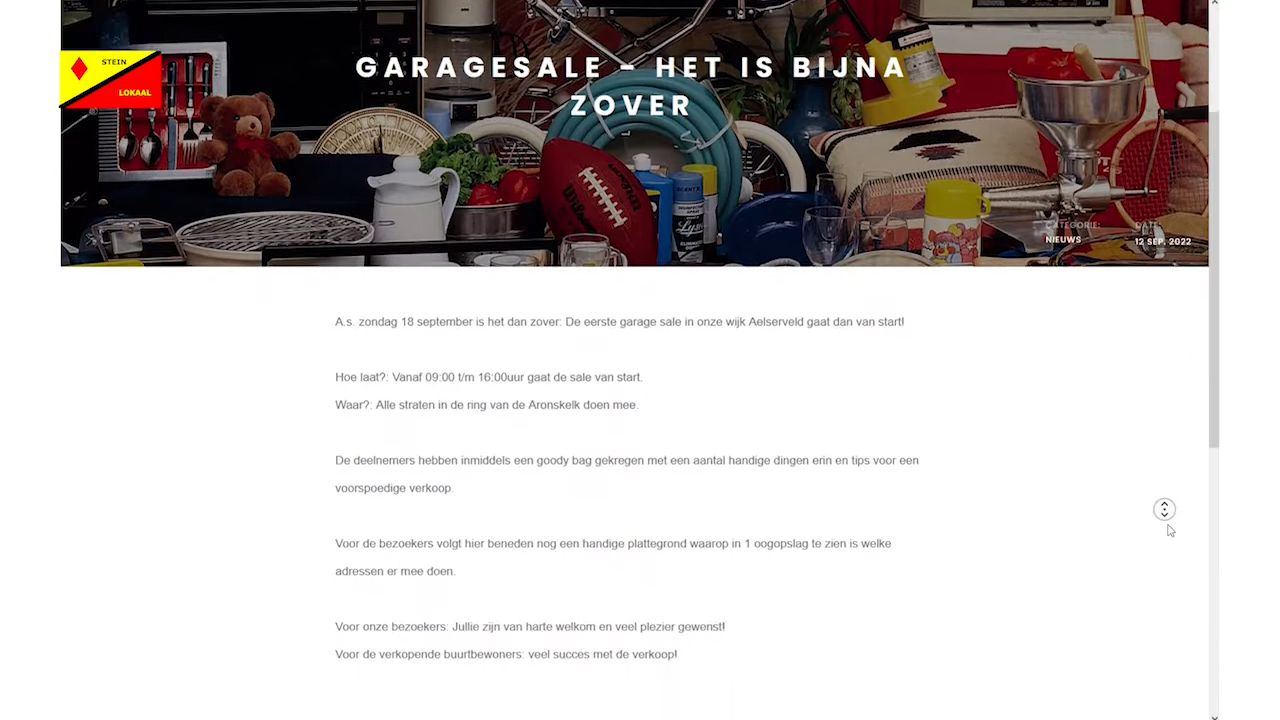 STEIN
LOKAAL
GARAGESALE – HET IS BIJNA
ZOVER
CATEGORIE:
NIEUWS
DATE:
12 SEP, 2022
A.s. zondag 18 september is het dan zover: De eerste garage sale in onze wijk Aelserveld gaat dan van start!
Hoe laat?: Vanaf 09:00 t/m 16:00uur gaat de sale van start.
Waar?: Alle straten in de ring van de Aronskelk doen mee.
De deelnemers hebben inmiddels een goody bag gekregen met een aantal handige dingen erin en tips voor een
voorspoedige verkoop.
Voor de bezoekers volgt hier beneden nog een handige plattegrond waarop in 1 oogopslag te zien is welke
adressen er mee doen.
Voor onze bezoekers: Jullie zijn van harte welkom en veel plezier gewenst!
Voor de verkopende buurtbewoners: veel succes met de verkoop!